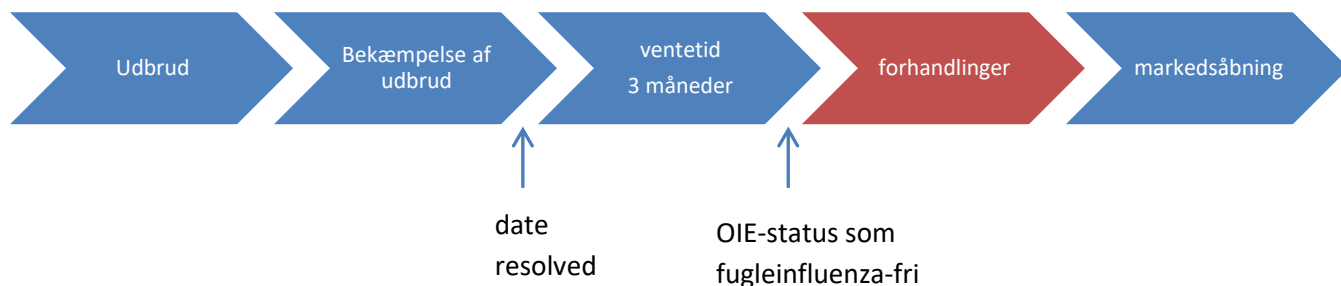 Udbrud
Bekæmpelse af
udbrud
ventetid
3 måneder
forhandlinger
markedsåbning
date
resolved
OIE-status som
fugleinfluenza-fri